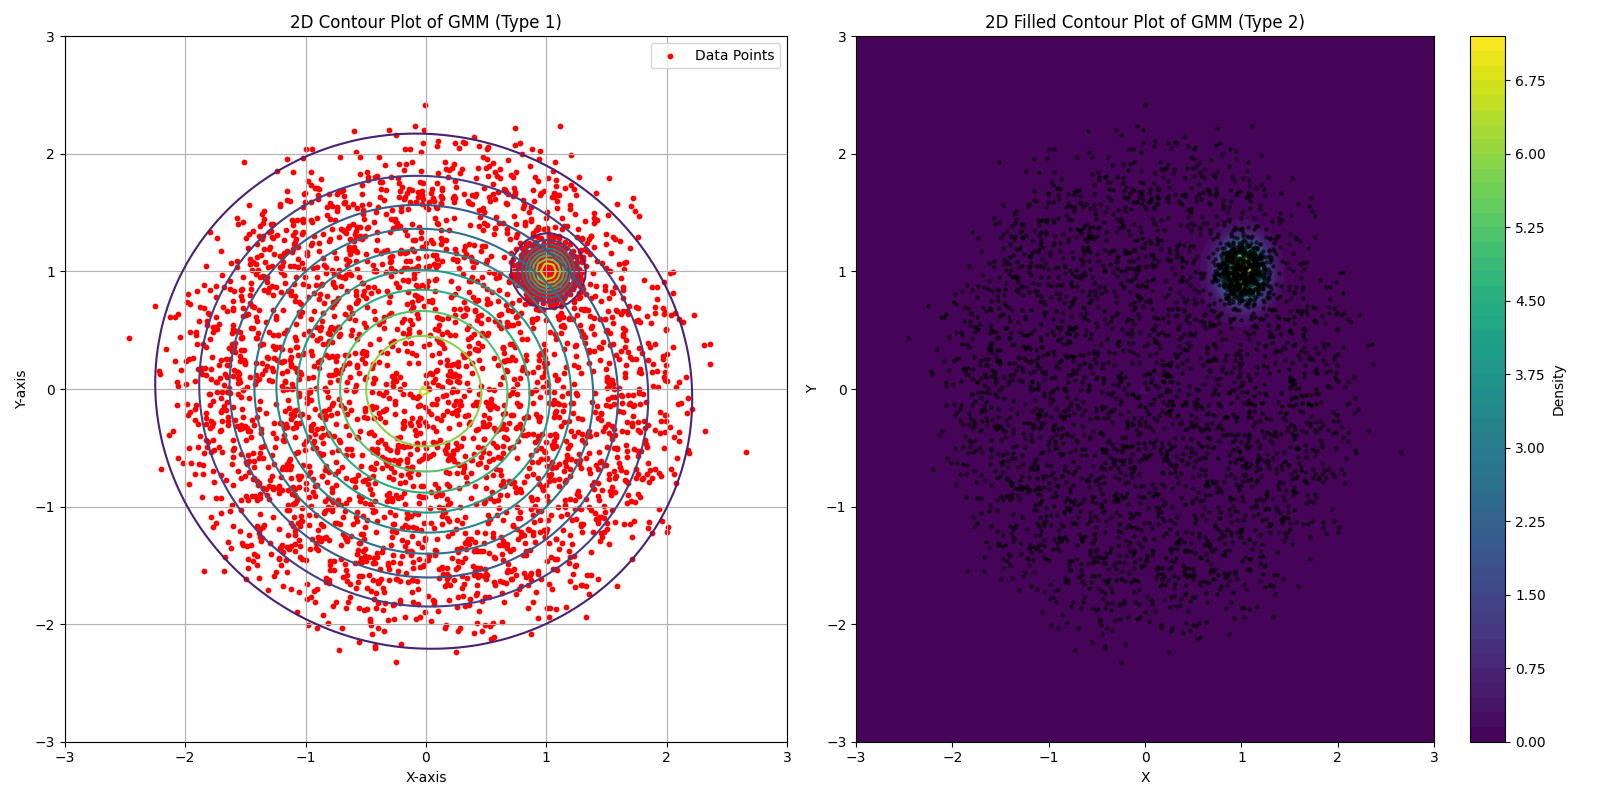 2D Contour Plot of GMM (Type 1)
Data Points
Y-axis
3
2
1
0
−1
−2
−3
−3 −2 −1 0 1 2 3
X-axis
2D Filled Contour Plot of GMM (Type 2)
Y
3
2
1
0
−1
−2
−3
−3 −2 −1 0 1 2 3
X
6.75
6.00
5.25
4.50
3.75
3.00
2.25
1.50
0.75
0.00
Density